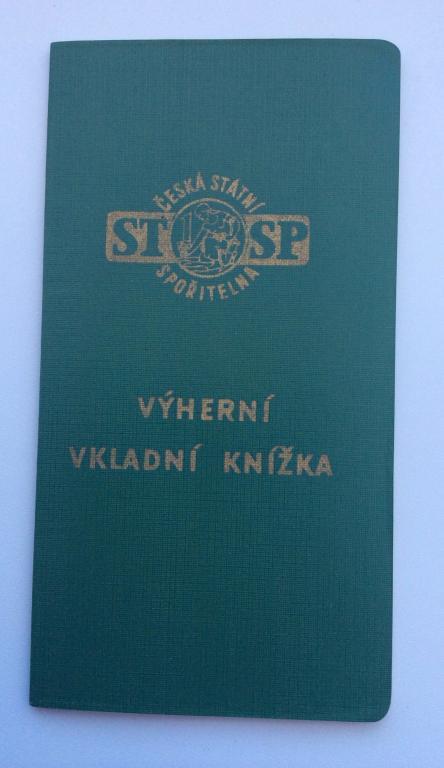 ČESKÁ STÁTNÍ
ST SP
SPOŘITELNA
VÝHERNÍ
VKLADNÍ KNÍŽKA